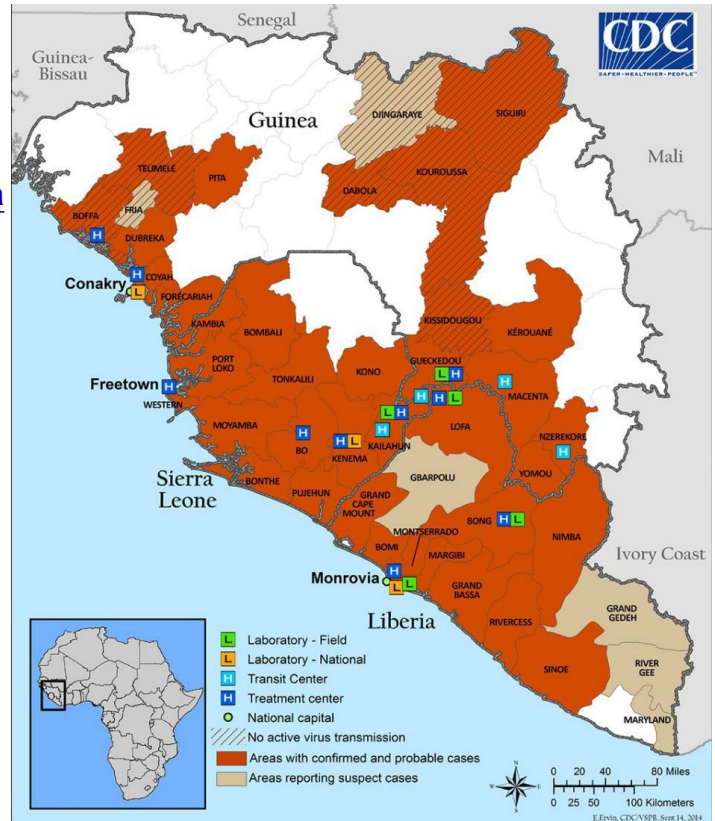 Senegal
Guinea-
Bissau
CDC
SAFER•HEALTHIER•PEOPLE™
Guinea
DJINGARAYE
SIGUIRI
Mali
TELIMELE
PITA
KOUROUSSA
DABOLA
BOFFA
FRIA
H
DUBREKA
H
COYAH
Conakry
L
FORÉCARIAH
KISSIDOUGOU
KÉROUANÉ
KAMBIA
BOMBALI
GUECKEDOU
PORT
LOKO
KONO
L H
TONKALILI
H
MACENTA
Freetown
H
H
H L
WESTERN
L H
MOYAMBA
H
H
H L
KAILAHUN
LOFA
NZEREKORE
BO
KENEMA
H
Sierra
Leone
BONTHE
GBARPOLU
YOMOU
PUJEHUN
GRAND
CAPE
MOUNT
BONG
H L
MONTSERRADO
NIMBA
BOMI
MARGIBI
Ivory Coast
Monrovia
H
L L
GRAND
BASSA
GRAND
GEDEH
Liberia
RIVERCESS
RIVER
GEE
SINOE
MARYLAND
L Laboratory - Field
L Laboratory - National
H Transit Center
H Treatment center
National capital
No active virus transmission
Areas with confirmed and probable cases
Areas reporting suspect cases
N
W E
S
0 20 40 80 Miles
0 25 50 100 Kilometers
E.Ervin, CDC/VSPB, Sept 14, 2014